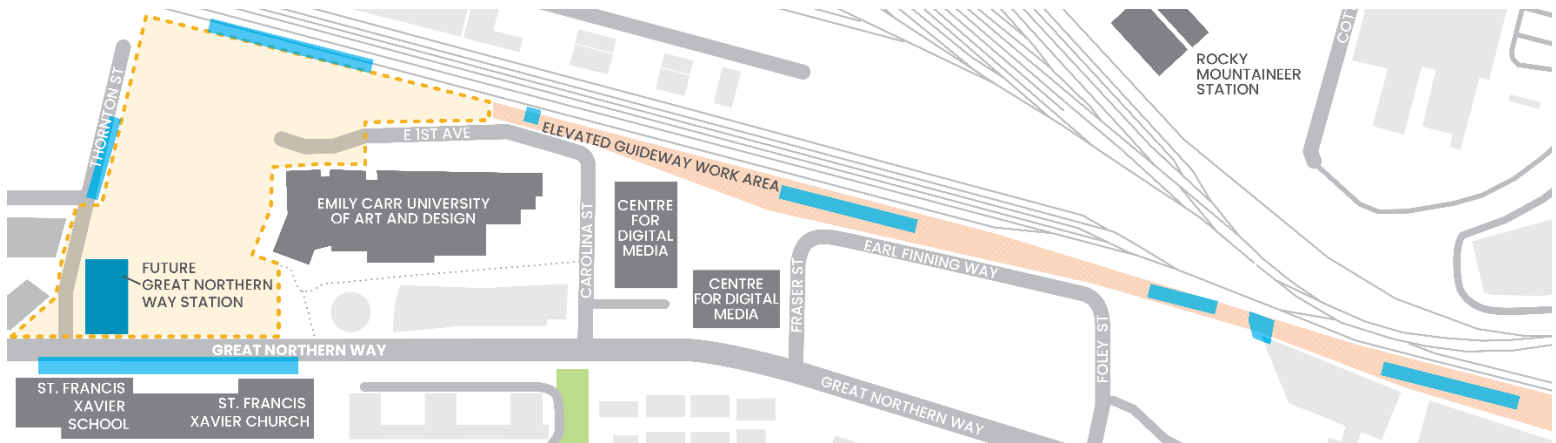 THORNTON ST
E 1ST AVE
ELEVATED GUIDEWAY WORK AREA
ROCKY
MOUNTAINEER
STATION
EMILY CARR UNIVERSITY
OF ART AND DESIGN
CAROLINA ST
CENTRE
FOR
DIGITAL
MEDIA
CENTRE
FOR DIGITAL
MEDIA
FRASER ST
EARL FINNING WAY
FOLEY ST
FUTURE
GREAT NORTHERN
WAY STATION
GREAT NORTHERN WAY
GREAT NORTHERN WAY
ST. FRANCIS
XAVIER
SCHOOL
ST. FRANCIS
XAVIER CHURCH